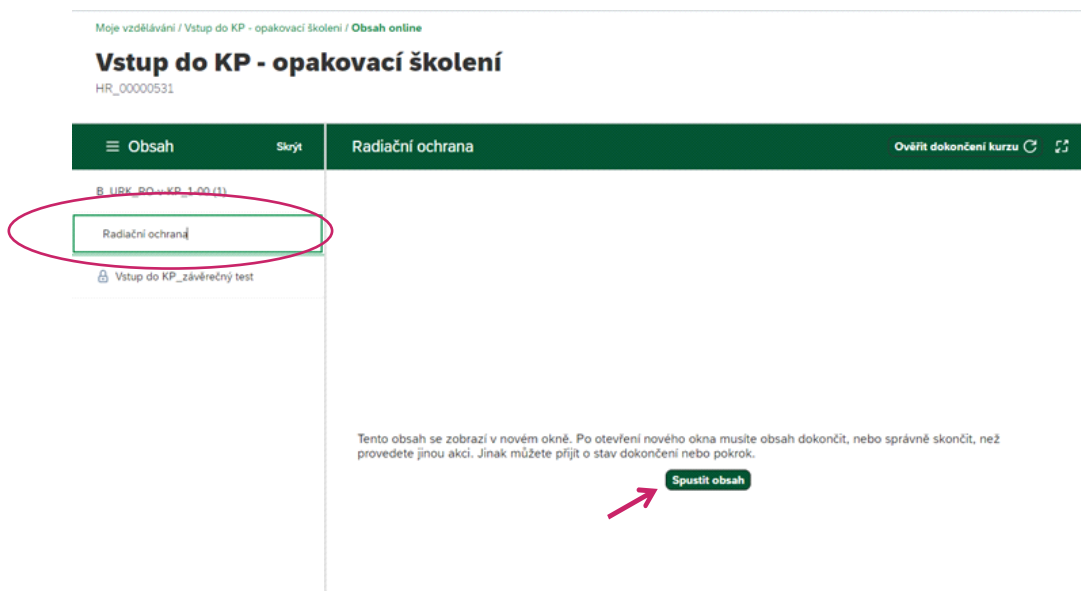 Moje vzdělávání / Vstup do KP - opakovací školeni / Obsah online
Vstup do KP - opakovací školení
HR_00000531
Obsah
Skrýt
Radiační ochrana
Ověřit dokončení kurzu
B_URK_RO-v-KP_1-00 (1)
Radiační ochrana
Vstup do KP_závěrečný test
Tento obsah se zobrazí v novém okně. Po otevření nového okna musíte obsah dokončit, nebo správně skončit, než
provedete jinou akci. Jinak můžete přijít o stav dokončení nebo pokrok.
Spustit obsah